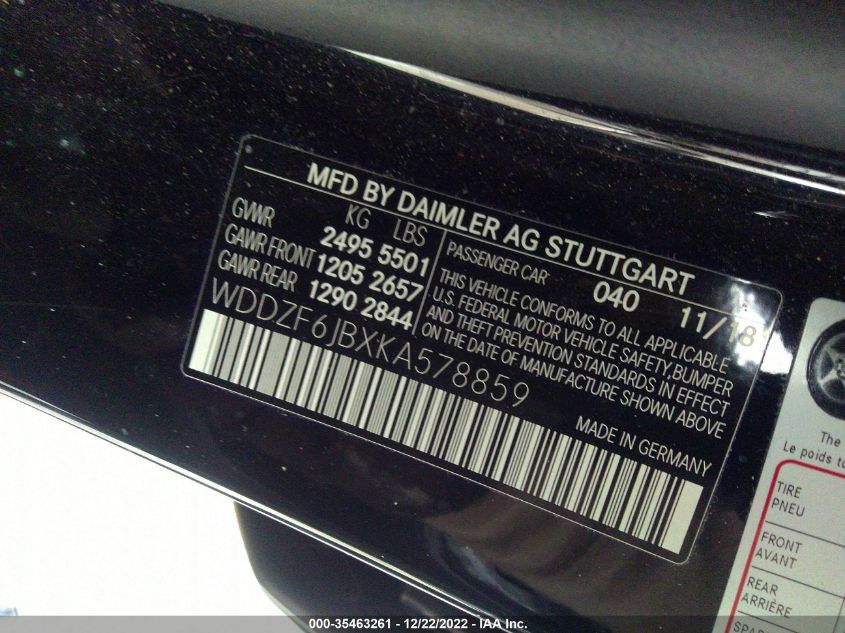 MFD BY DAIMLER AG STUTTGART
KG LBS
GVWR 2495 5501
GAWR FRONT 1205 2657
GAWR REAR 1290 2844
PASSENGER CAR 040 11/18
THIS VEHICLE CONFORMS TO ALL APPLICABLE
U.S. FEDERAL MOTOR VEHICLE SAFETY, BUMPER
AND THEFT PREVENTION STANDARDS IN EFFECT
ON THE DATE OF MANUFACTURE SHOWN ABOVE
WDDZF6JBXKA578859
MADE IN GERMANY
The
Le poids to
TIRE
PNEU
FRONT
AVANT
REAR
ARRIÈRE
000-35463261 - 12/22/2022 - IAA Inc.